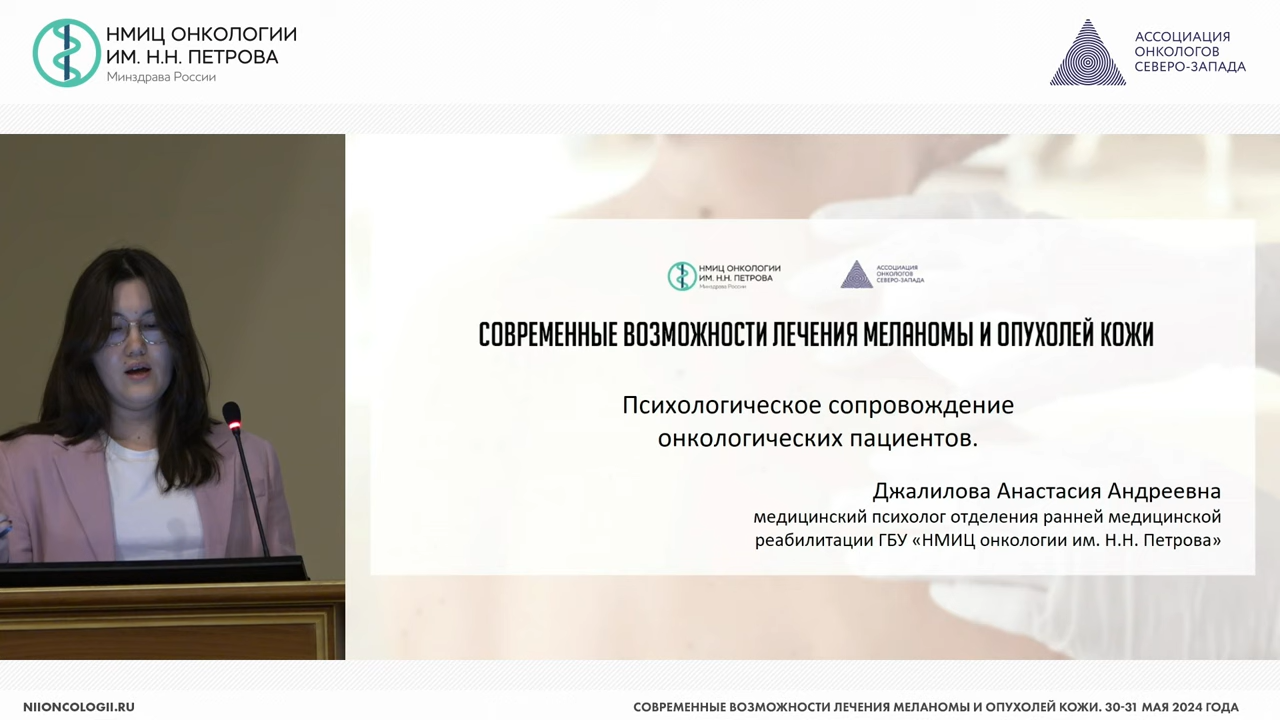 НМИЦ ОНКОЛОГИИ
ИМ. Н.Н. ПЕТРОВА
Минздрава России
АССОЦИАЦИЯ
ОНКОЛОГОВ
СЕВЕРО-ЗАПАДА
НМИЦ ОНКОЛОГИИ
ИМ. Н.Н. ПЕТРОВА
Минздрава России
АССОЦИАЦИЯ
ОНКОЛОГОВ
СЕВЕРО-ЗАПАДА
СОВРЕМЕННЫЕ ВОЗМОЖНОСТИ ЛЕЧЕНИЯ МЕЛАНОМЫ И ОПУХОЛЕЙ КОЖИ
Психологическое сопровождение
онкологических пациентов.
Джалилова Анастасия Андреевна
медицинский психолог отделения ранней медицинской
реабилитации ГБУ «НМИЦ онкологии им. Н.Н. Петрова»
NIIONCOLOGII.RU
СОВРЕМЕННЫЕ ВОЗМОЖНОСТИ ЛЕЧЕНИЯ МЕЛАНОМЫ И ОПУХОЛЕЙ КОЖИ. 30-31 МАЯ 2024 ГОДА